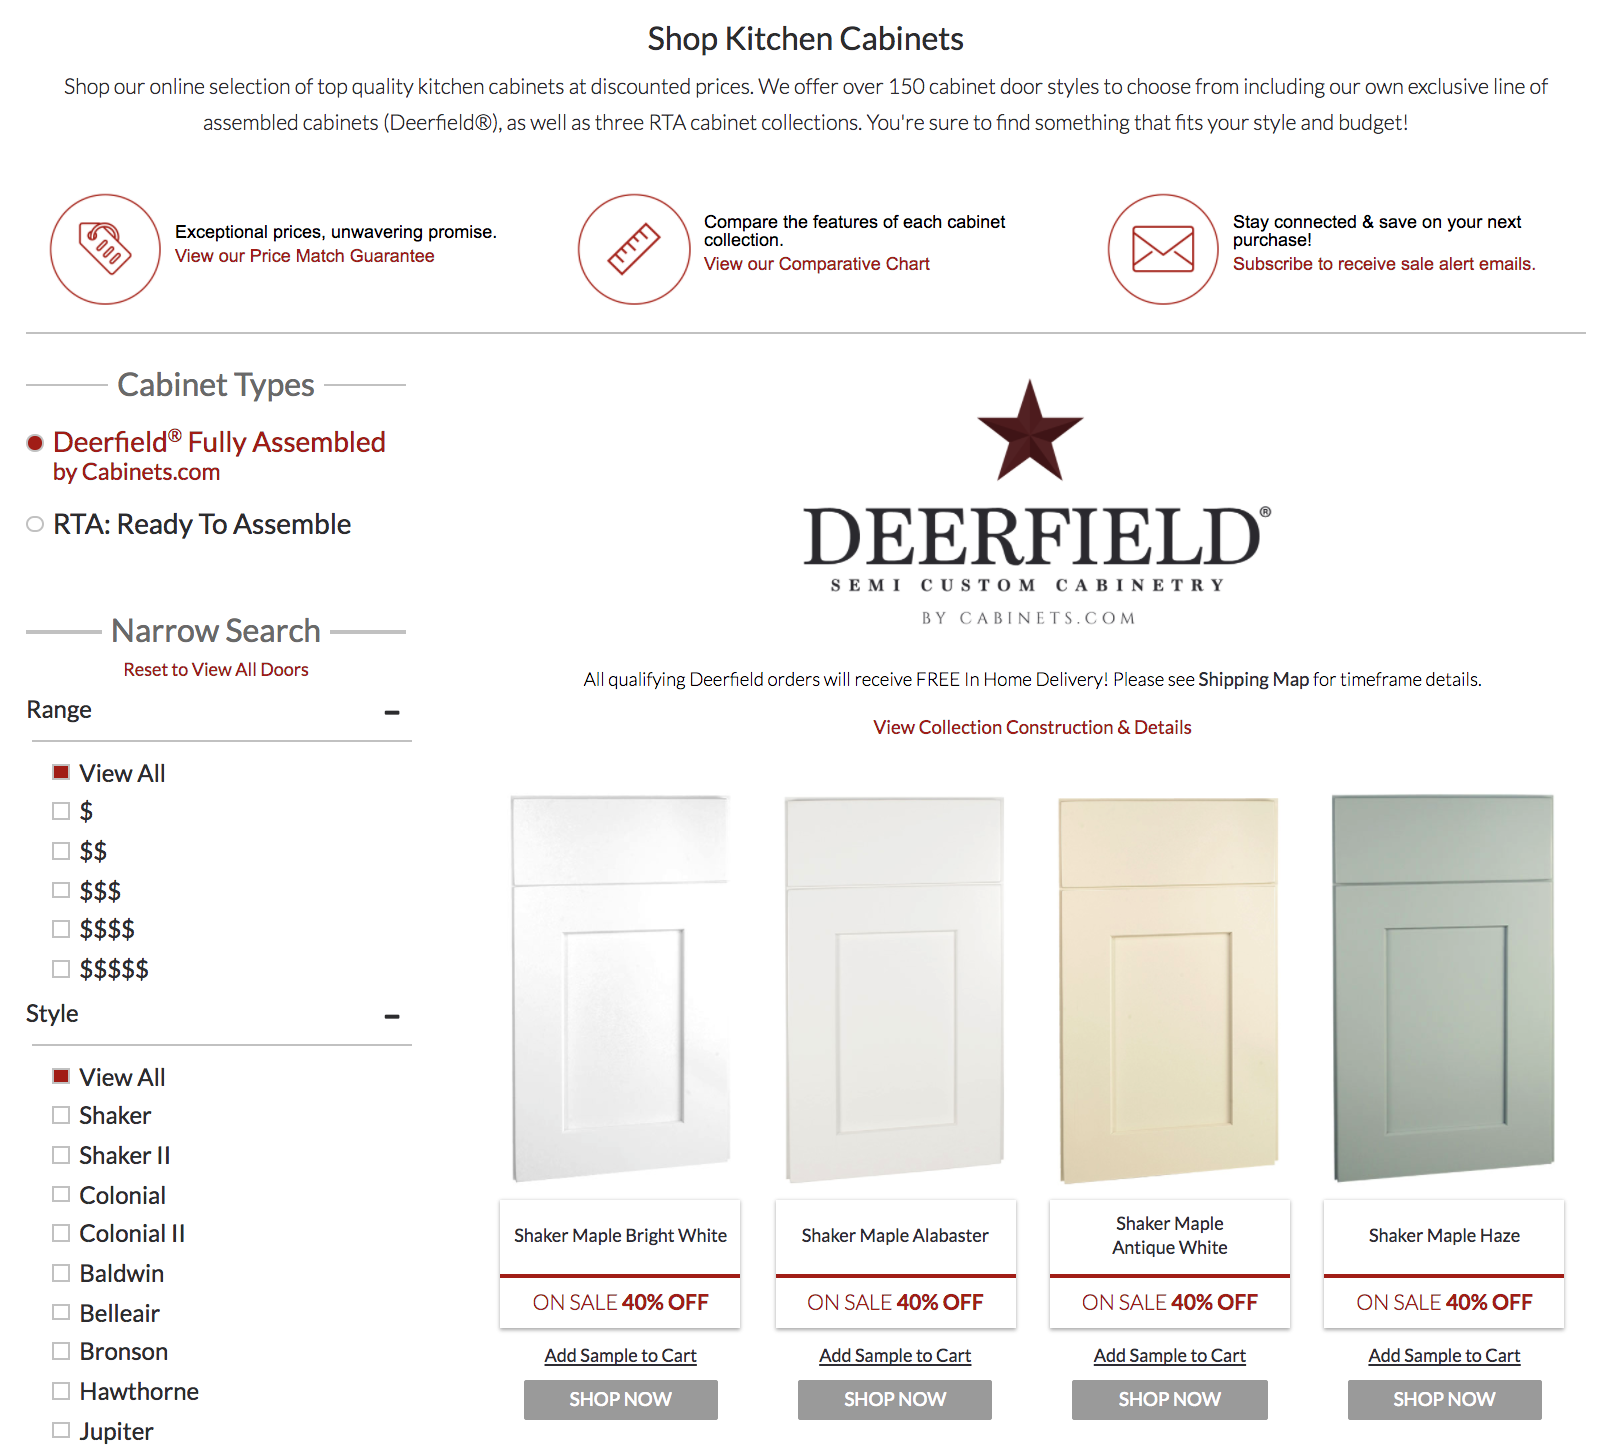 Shop Kitchen Cabinets
Shop our online selection of top quality kitchen cabinets at discounted prices. We offer over 150 cabinet door styles to choose from including our own exclusive line of
assembled cabinets (Deerfield®), as well as three RTA cabinet collections. You're sure to find something that fits your style and budget!
Exceptional prices, unwavering promise.
View our Price Match Guarantee
Compare the features of each cabinet
collection.
View our Comparative Chart
Stay connected & save on your next
purchase!
Subscribe to receive sale alert emails.
Cabinet Types
Deerfield® Fully Assembled
by Cabinets.com
RTA: Ready To Assemble
Narrow Search
Reset to View All Doors
Range
View All
$
$$
$$$
$$$$
$$$$$
Style
View All
Shaker
Shaker II
Colonial
Colonial II
Baldwin
Belleair
Bronson
Hawthorne
Jupiter
DEERFIELD®
SEMI CUSTOM CABINETRY
BY CABINETS.COM
All qualifying Deerfield orders will receive FREE In Home Delivery! Please see Shipping Map for timeframe details.
View Collection Construction & Details
Shaker Maple Bright White
ON SALE 40% OFF
Add Sample to Cart
SHOP NOW
Shaker Maple Alabaster
ON SALE 40% OFF
Add Sample to Cart
SHOP NOW
Shaker Maple
Antique White
ON SALE 40% OFF
Add Sample to Cart
SHOP NOW
Shaker Maple Haze
ON SALE 40% OFF
Add Sample to Cart
SHOP NOW